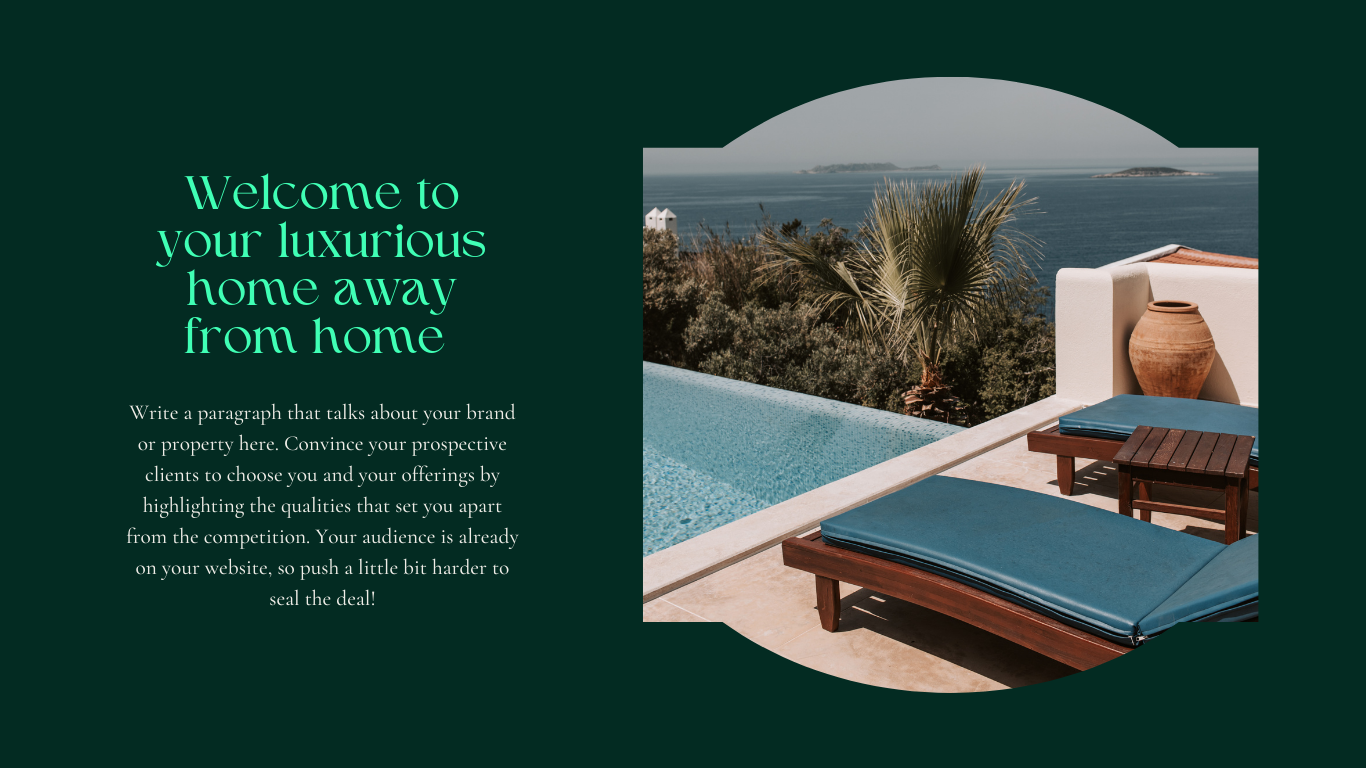 Welcome to
your luxurious
home away
from home
Write a paragraph that talks about your brand
or property here. Convince your prospective
clients to choose you and your offerings by
highlighting the qualities that set you apart
from the competition. Your audience is already
on your website, so push a little bit harder to
seal the deal!